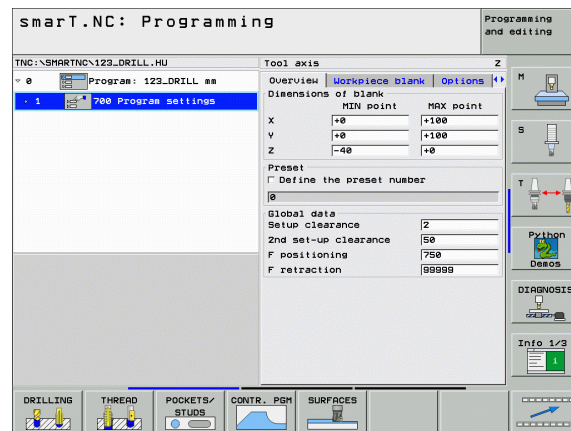 smarT.NC: Programming
Programming
and editing
TNC:\SMARTNC\123_DRILL.HU
Tool axis Z
0 Program: 123_DRILL mm
1 700 Program settings
Overview Workpiece blank Options
Dimensions of blank
MIN point MAX point
X +0 +100
Y +0 +100
Z -40 +0
Preset
Define the preset number
0
Global data
Setup clearance 2
2nd set-up clearance 50
F positioning 750
F retraction 99999
M
S
T
Python
Demos
DIAGNOSIS
Info 1/3
DRILLING
THREAD
POCKETS/
STUDS
CONTR. PGM
SURFACES